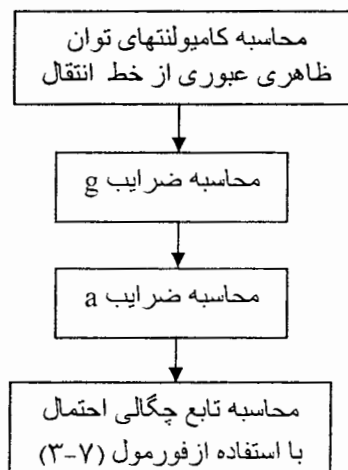 محاسبه کامیولنتهای توان
ظاهری عبوری از خط انتقال
محاسبه ضرایب g
محاسبه ضرایب a
محاسبه تابع چگالی احتمال
با استفاده ازفورمول (۷-۳)